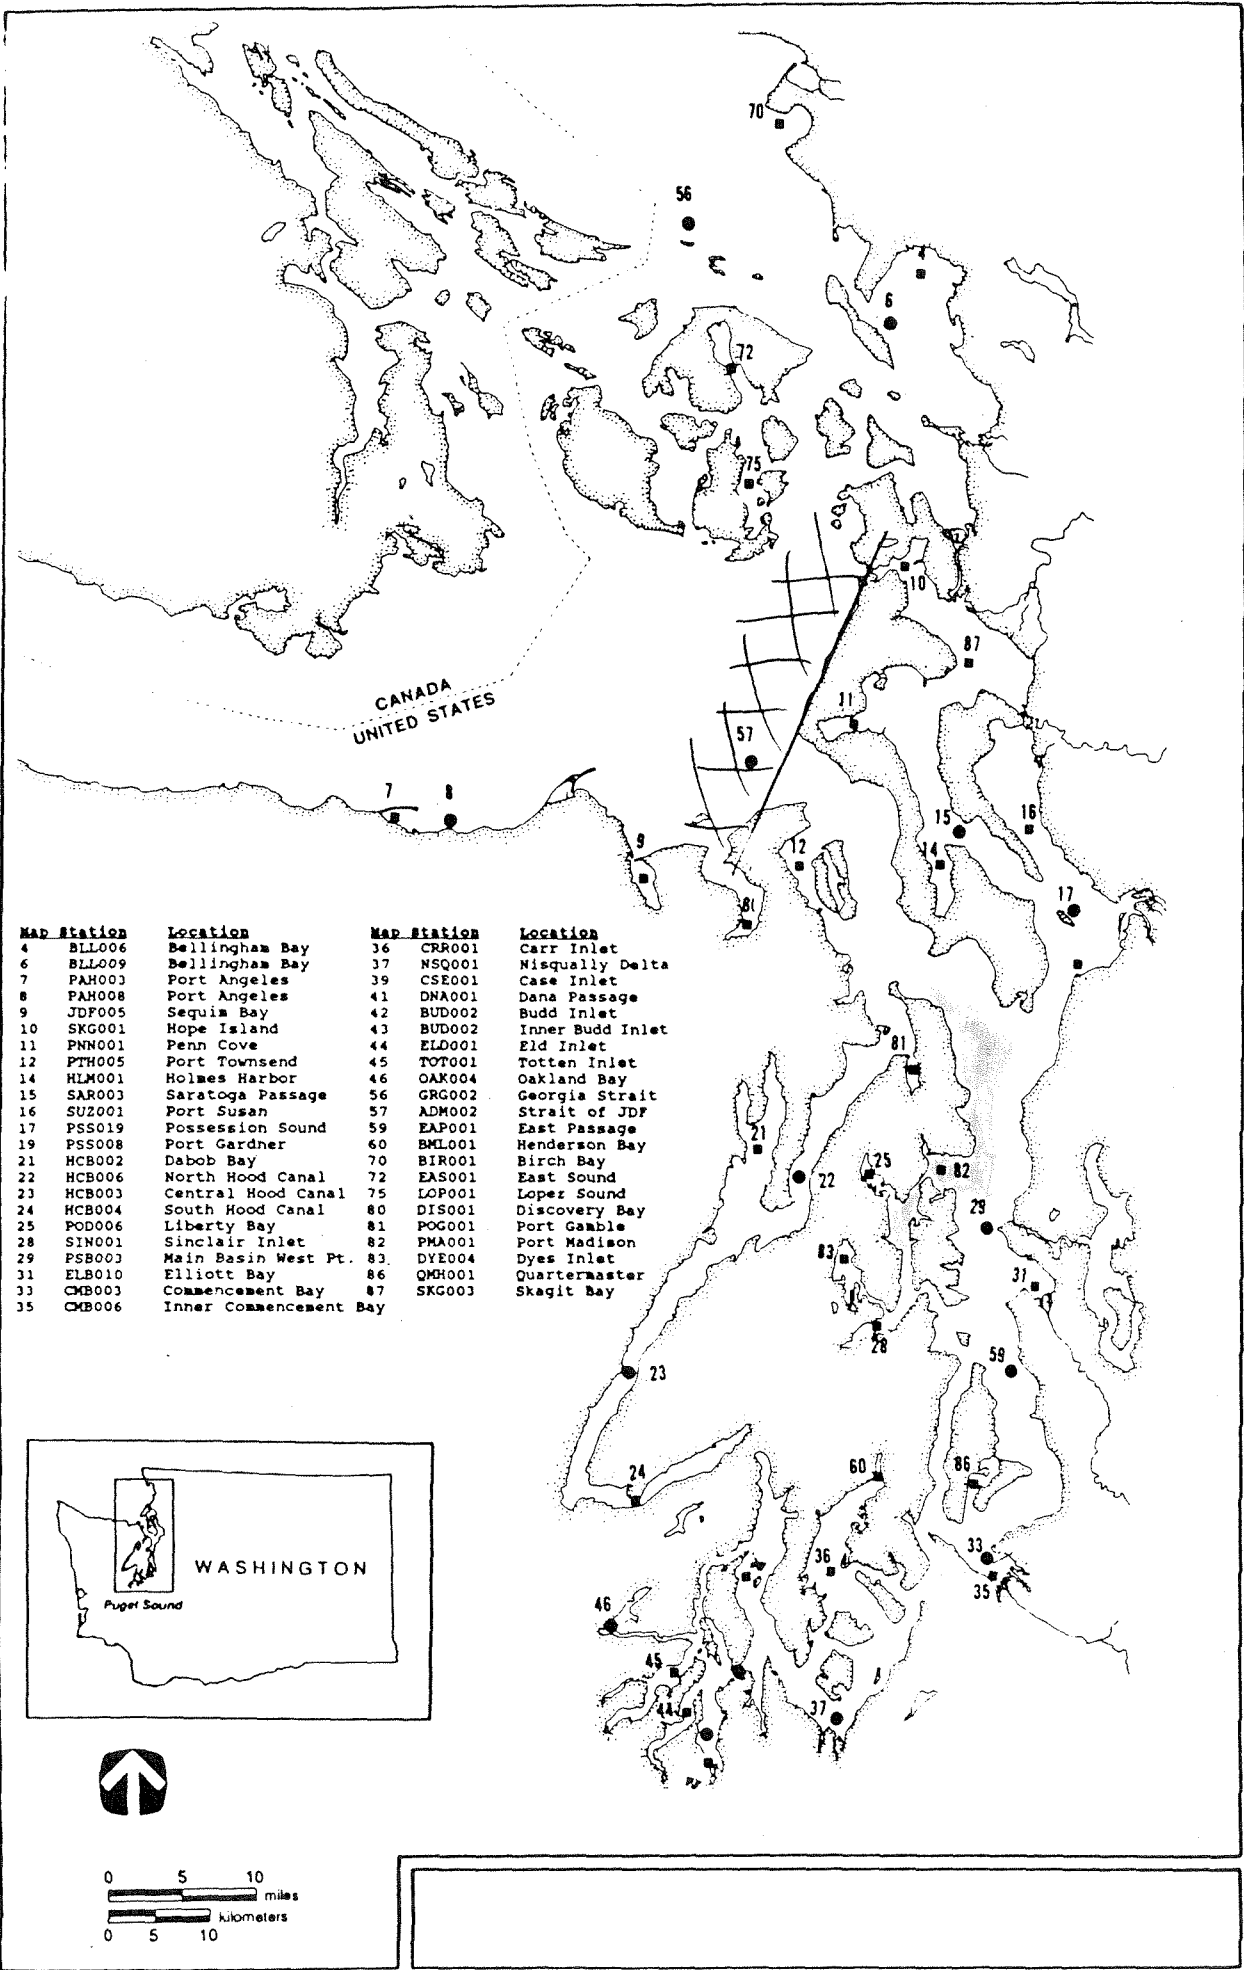 70
56
4
6
72
75
10
87
CANADA
UNITED STATES
11
57
7
8
15
16
9
12
14
17
Map Station Location Map Station Location
4 BLL006 Bellingham Bay 36 CRR001 Carr Inlet
6 BLL009 Bellingham Bay 37 NSQ001 Nisqually Delta
7 PAH003 Port Angeles 39 CSE001 Case Inlet
8 PAH008 Port Angeles 41 DNA001 Dana Passage
9 JDF005 Sequim Bay 42 BUD002 Budd Inlet
10 SKG001 Hope Island 43 BUD002 Inner Budd Inlet
11 PNN001 Penn Cove 44 ELD001 Eld Inlet
12 PTH005 Port Townsend 45 TOT001 Totten Inlet
14 HLM001 Holmes Harbor 46 OAK004 Oakland Bay
15 SAR003 Saratoga Passage 56 GRG002 Georgia Strait
16 SUZ001 Port Susan 57 ADM002 Strait of JDF
17 PSS019 Possession Sound 59 EAP001 East Passage
19 PSS008 Port Gardner 60 BML001 Henderson Bay
21 HCB002 Dabob Bay 70 BIR001 Birch Bay
22 HCB006 North Hood Canal 72 EAS001 East Sound
23 HCB003 Central Hood Canal 75 LOP001 Lopez Sound
24 HCB004 South Hood Canal 80 DIS001 Discovery Bay
25 POD006 Liberty Bay 81 POG001 Port Gamble
28 SIN001 Sinclair Inlet 82 PMA001 Port Madison
29 PSB003 Main Basin West Pt. 83 DYE004 Dyes Inlet
31 ELB010 Elliott Bay 86 QMH001 Quartermaster
33 CMB003 Commencement Bay 87 SKG003 Skagit Bay
35 CMB006 Inner Commencement Bay
81
21
22
25
82
29
83
31
28
59
23
24
60
86
36
33
35
46
45
44
37
WASHINGTON
Puget Sound
0 5 10
miles
kilometers
0 5 10